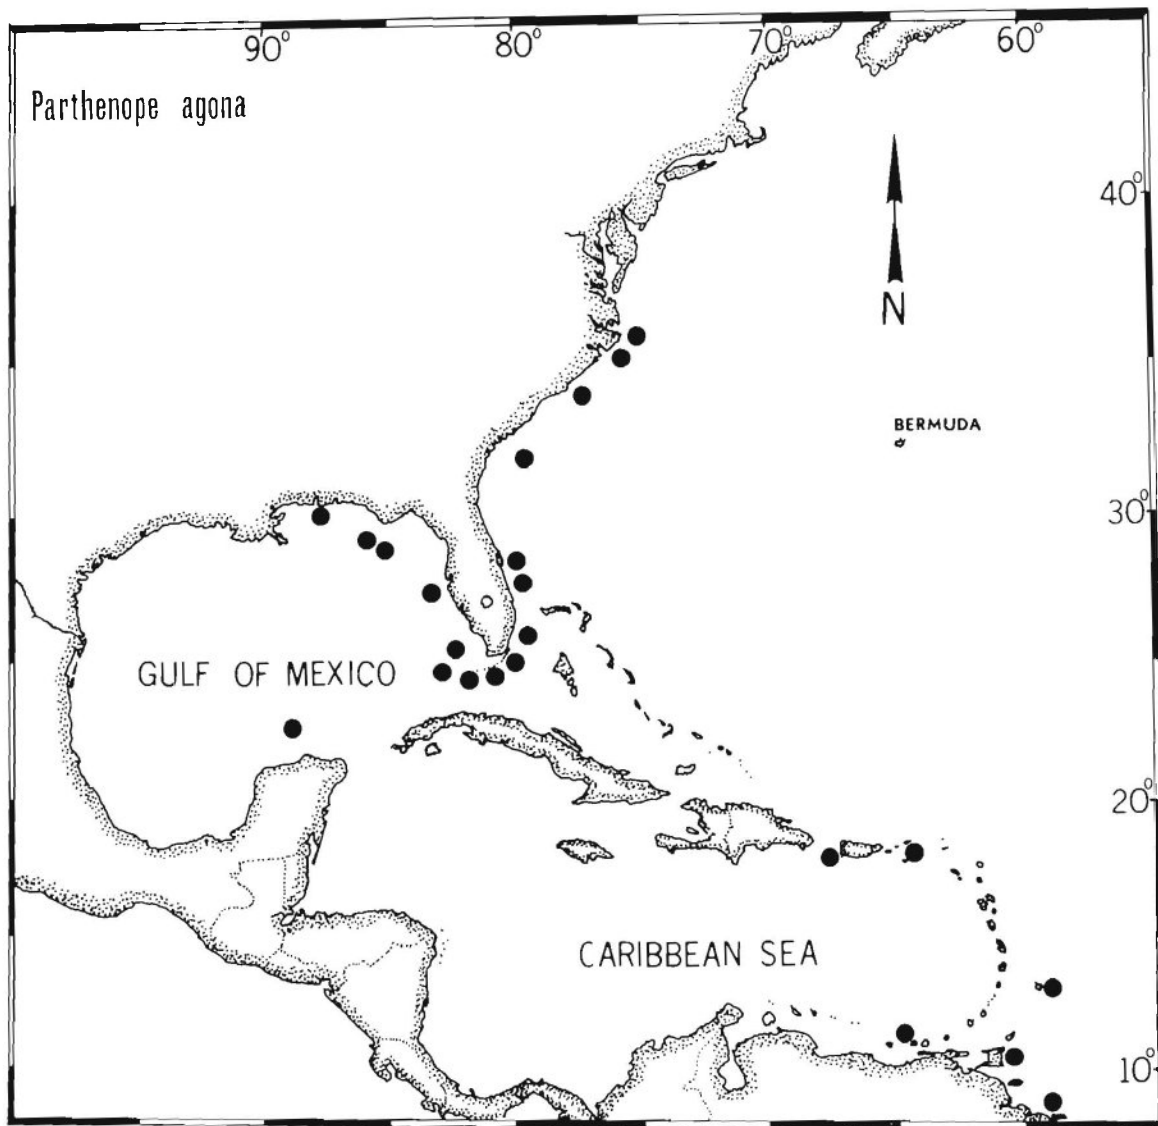 90° 80° 70° 60°
Parthenope agona
40°
N
BERMUDA
30°
GULF OF MEXICO
20°
CARIBBEAN SEA
10°